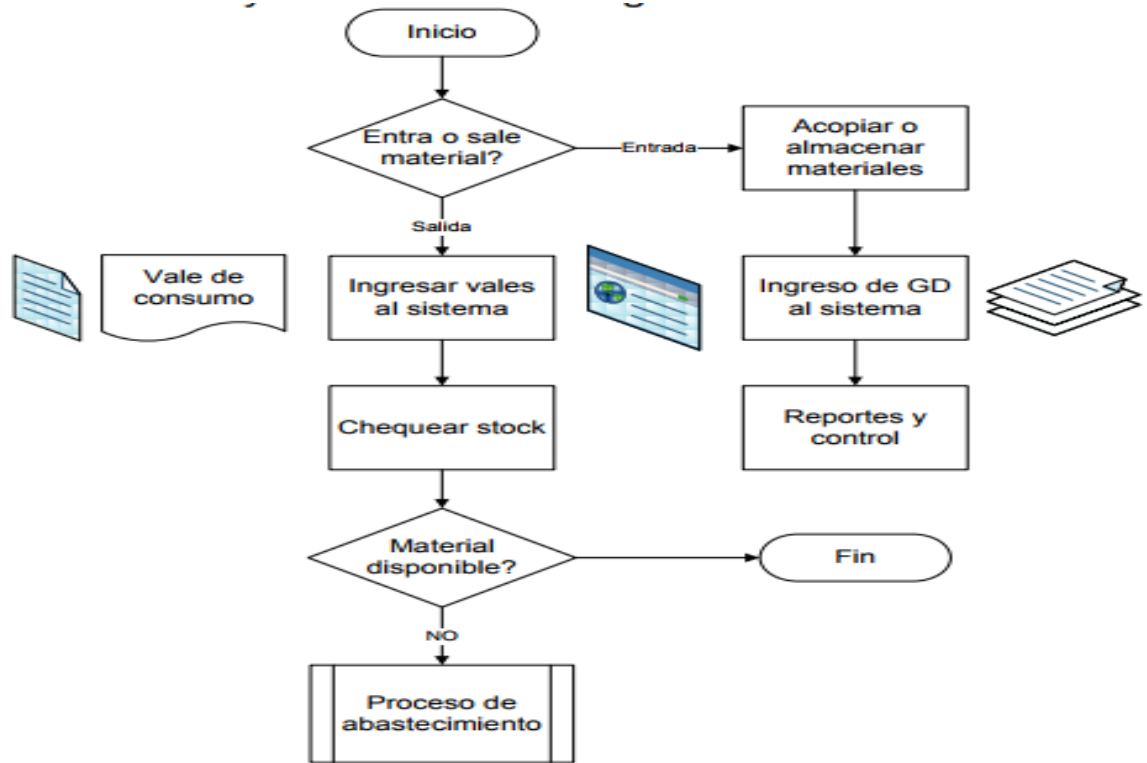 Inicio
Entra o sale
material?
Entrada
Acopiar o
almacenar
materiales
Salida
Vale de
consumo
Ingresar vales
al sistema
Ingreso de GD
al sistema
Chequear stock
Reportes y
control
Material
disponible?
Fin
NO
Proceso de
abastecimiento